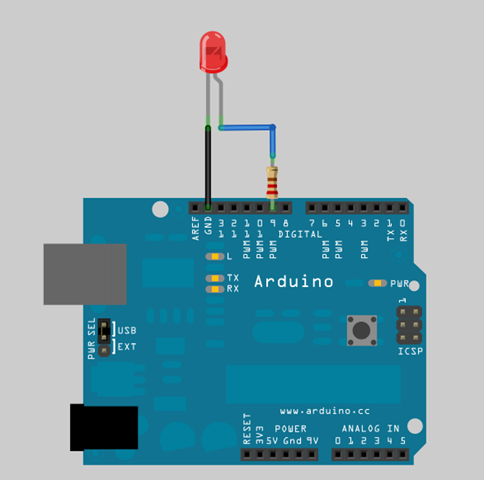 AREF
GND
13
12
11
10
9
8
7
6
5
4
3
2
1
0
PWM
PWM
PWM
PWM
PWM
PWM
TX
RX
DIGITAL
L
TX
RX
Arduino
PWR
1
ICSP
PWR SEL
USB
EXT
www.arduino.cc
POWER
ANALOG IN
RESET
3V3
5V Gnd 9V
0 1 2 3 4 5